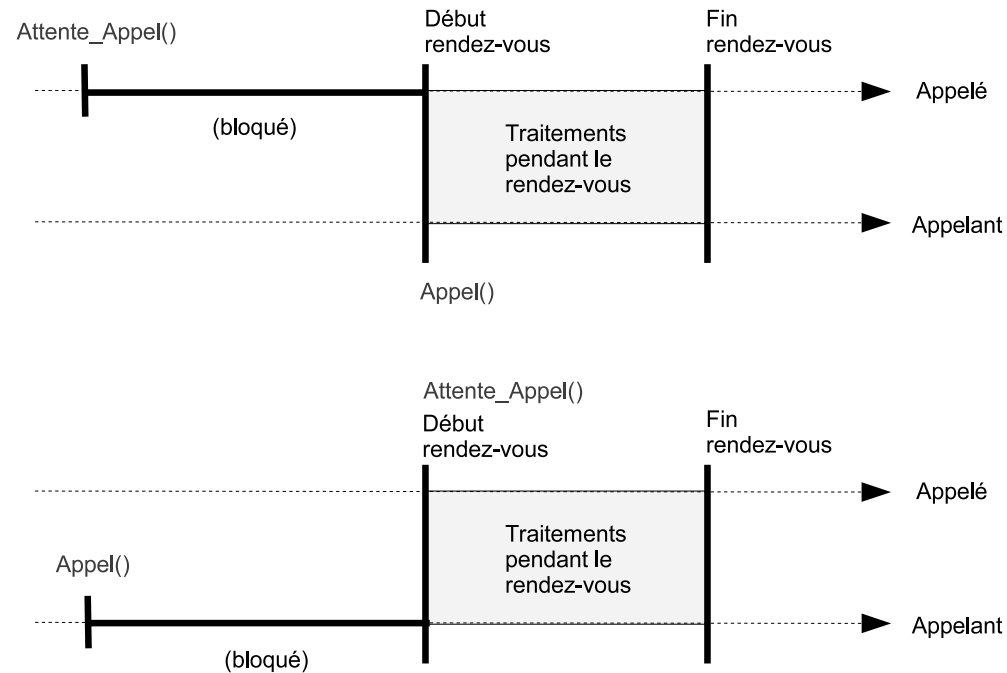 Attente_Appel()
Début
rendez-vous
Fin
rendez-vous
Appelé
(bloqué)
Traitements
pendant le
rendez-vous
Appelant
Appel()
Attente_Appel()
Début
rendez-vous
Fin
rendez-vous
Appelé
Traitements
pendant le
rendez-vous
Appel()
Appelant
(bloqué)